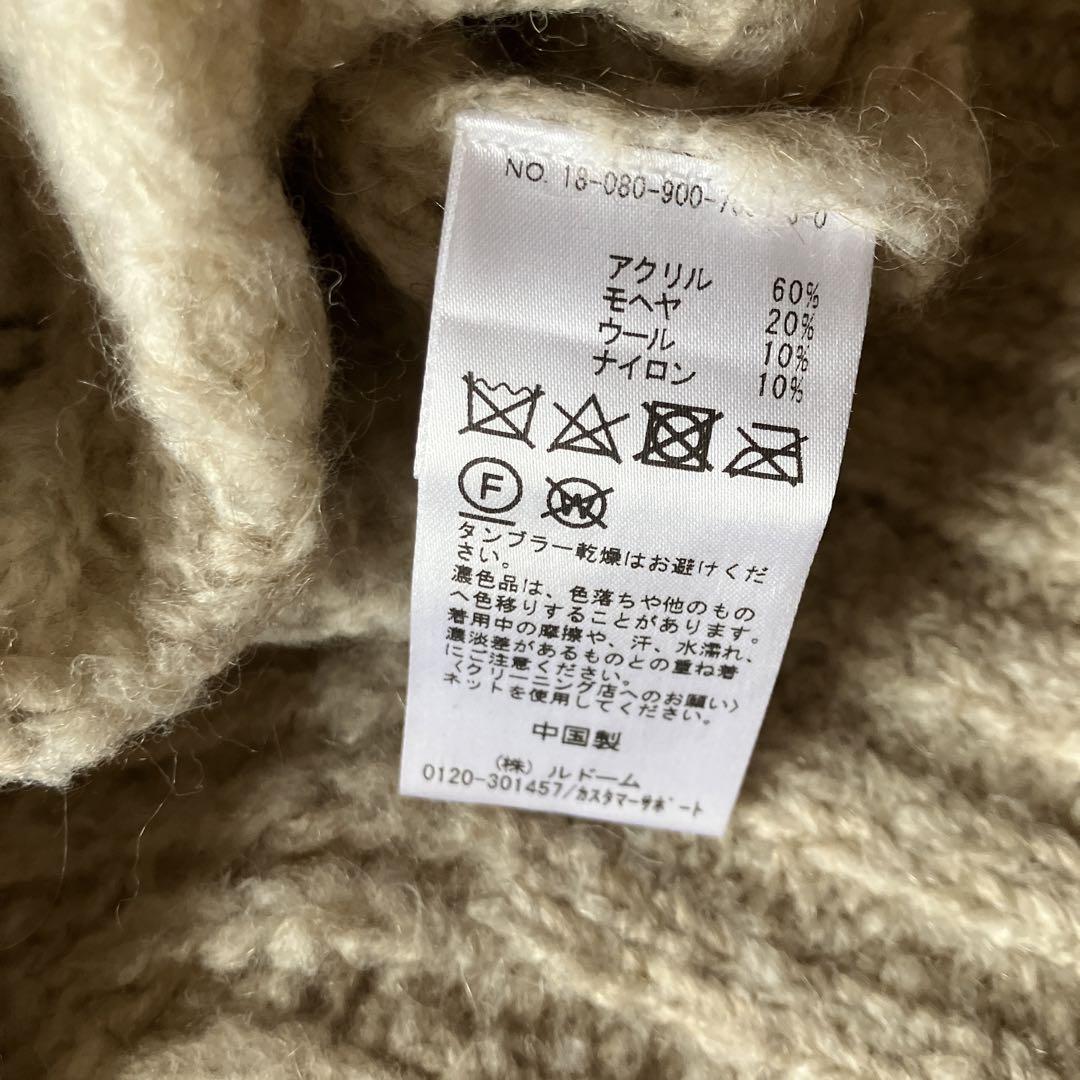 NO. 18-080-900-
アクリル 60%
モヘヤ 20%
ウール 10%
ナイロン 10%
F W
タンブラー乾燥はお避けくだ
さい。
濃色品は、色落ちや他のもの
へ色移りすることがあります。
着用中の摩擦や、汗、水濡れ、
濃淡差があるものとの重ね着
にご注意ください。
〈クリーニング店へのお願い〉
ネットを使用してください。
中国製
(株) ルドーム
0120-301457/カスタマーサポート